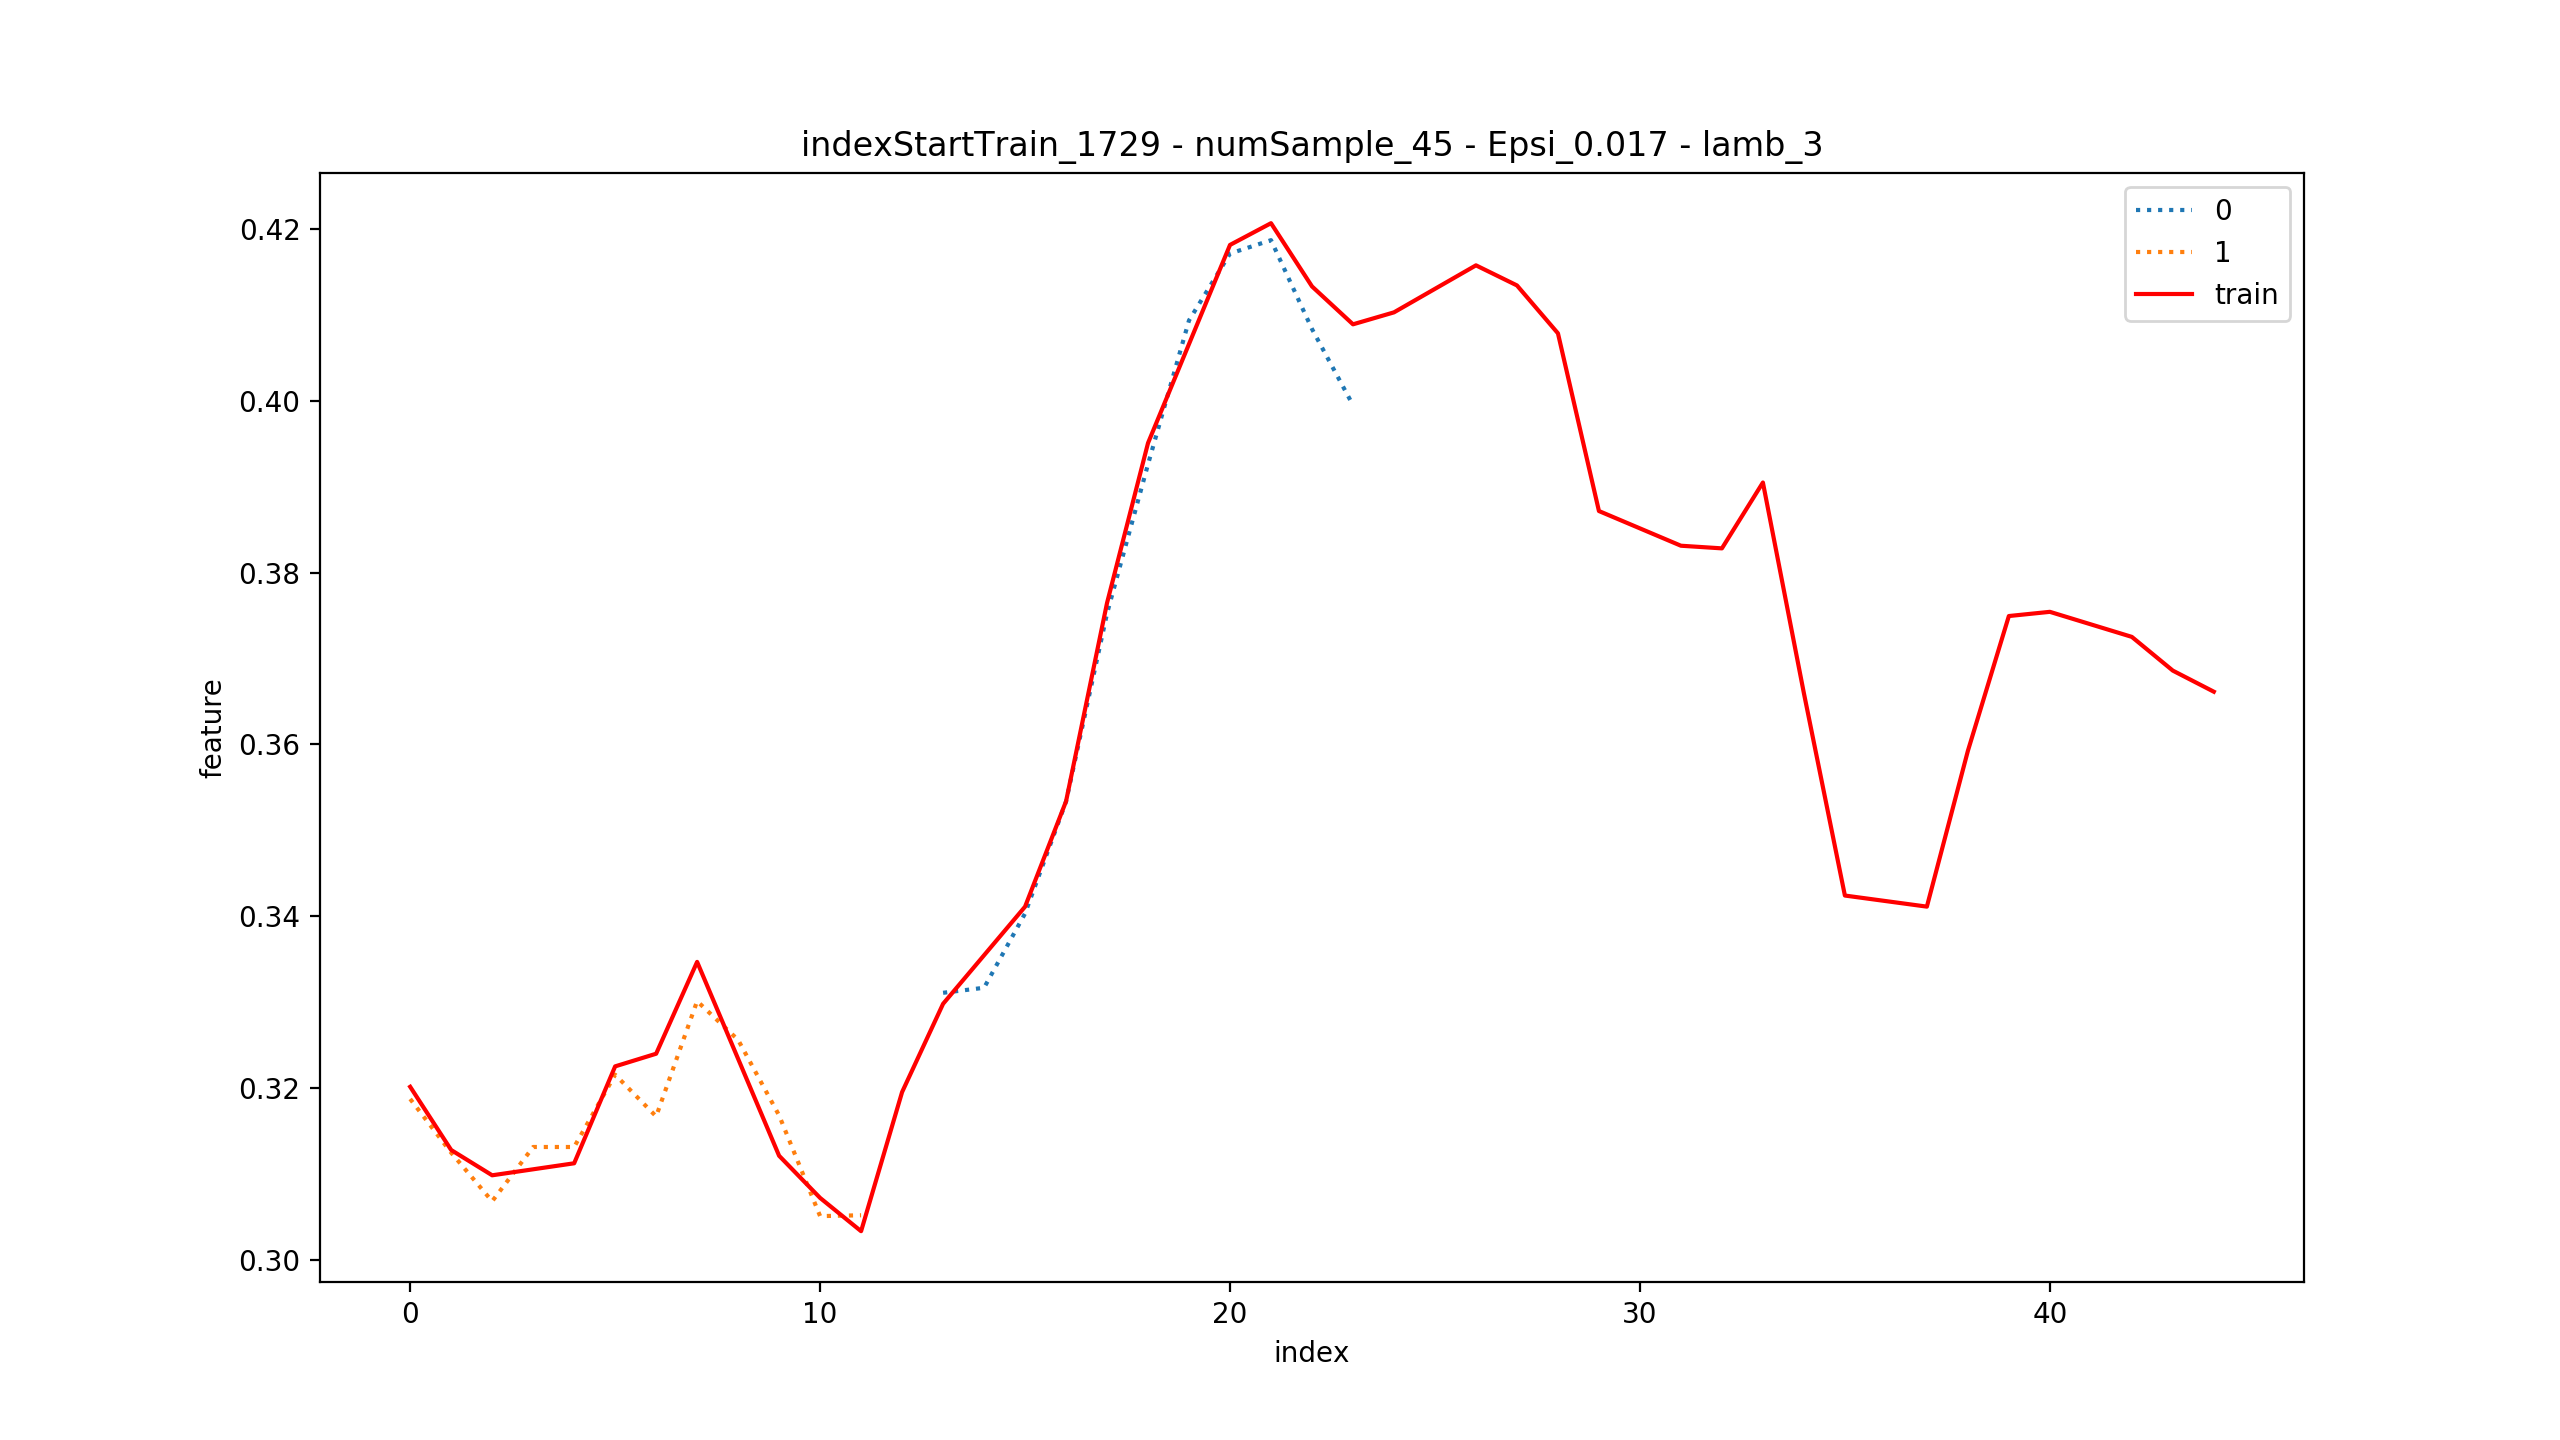 indexStartTrain_1729 - numSample_45 - Epsi_0.017 - lamb_3
0
1
train
0.42
0.40
0.38
0.36
0.34
0.32
0.30
feature
0 10 20 30 40
index